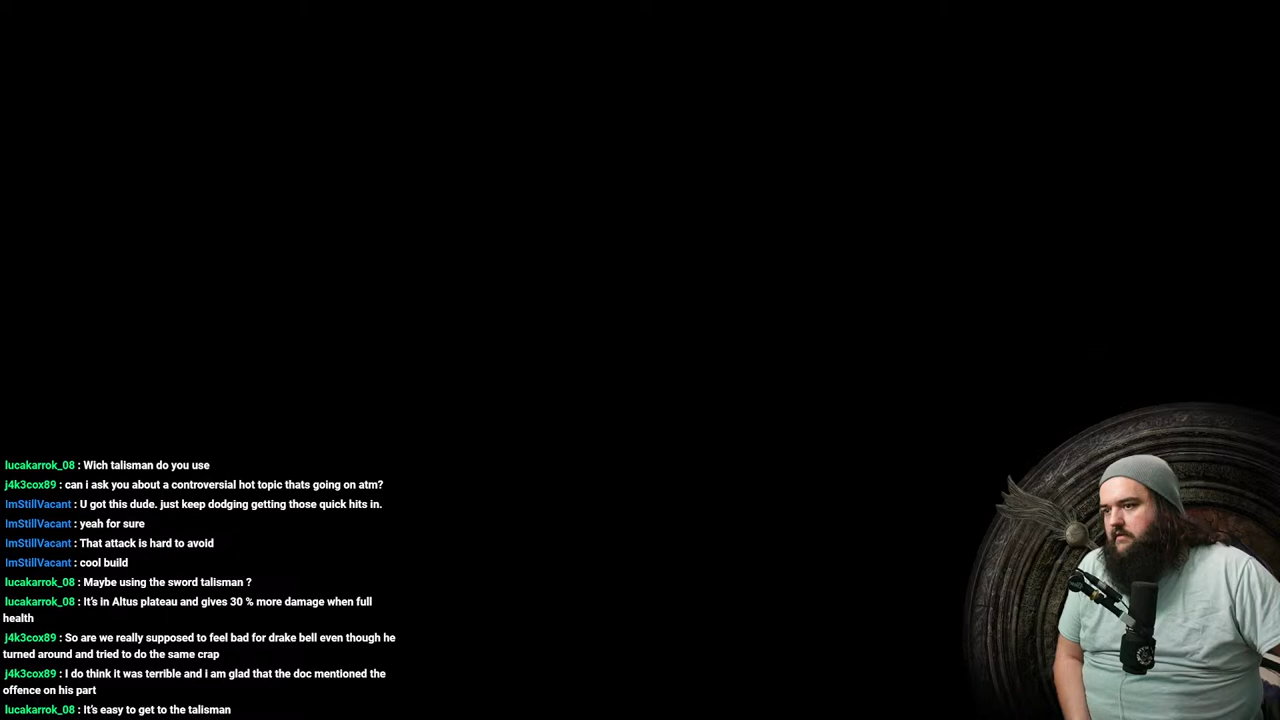 lucakarrok_08 : Wich talisman do you use
j4k3cox89 : can i ask you about a controversial hot topic thats going on atm?
ImStillVacant : U got this dude. just keep dodging getting those quick hits in.
ImStillVacant : yeah for sure
ImStillVacant : That attack is hard to avoid
ImStillVacant : cool build
lucakarrok_08 : Maybe using the sword talisman ?
lucakarrok_08 : It’s in Altus plateau and gives 30 % more damage when full
health
j4k3cox89 : So are we really supposed to feel bad for drake bell even though he
turned around and tried to do the same crap
j4k3cox89 : I do think it was terrible and i am glad that the doc mentioned the
offence on his part
lucakarrok_08 : It’s easy to get to the talisman